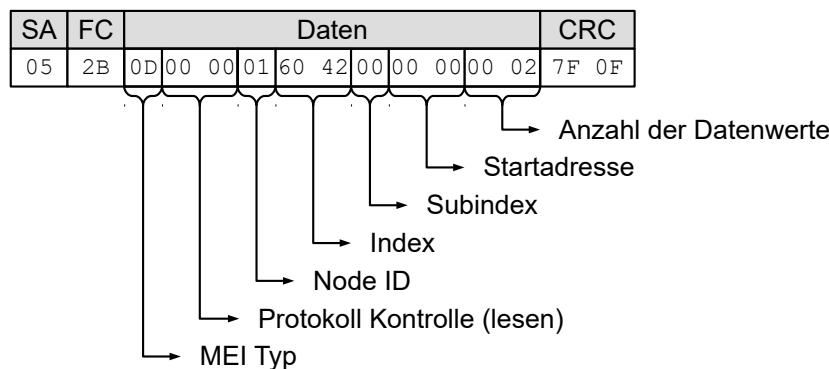 SA FC Daten CRC
05 2B 0D 00 00 01 60 42 00 00 00 00 02 7F 0F
Anzahl der Datenwerte
Startadresse
Subindex
Index
Node ID
Protokoll Kontrolle (lesen)
MEI Typ